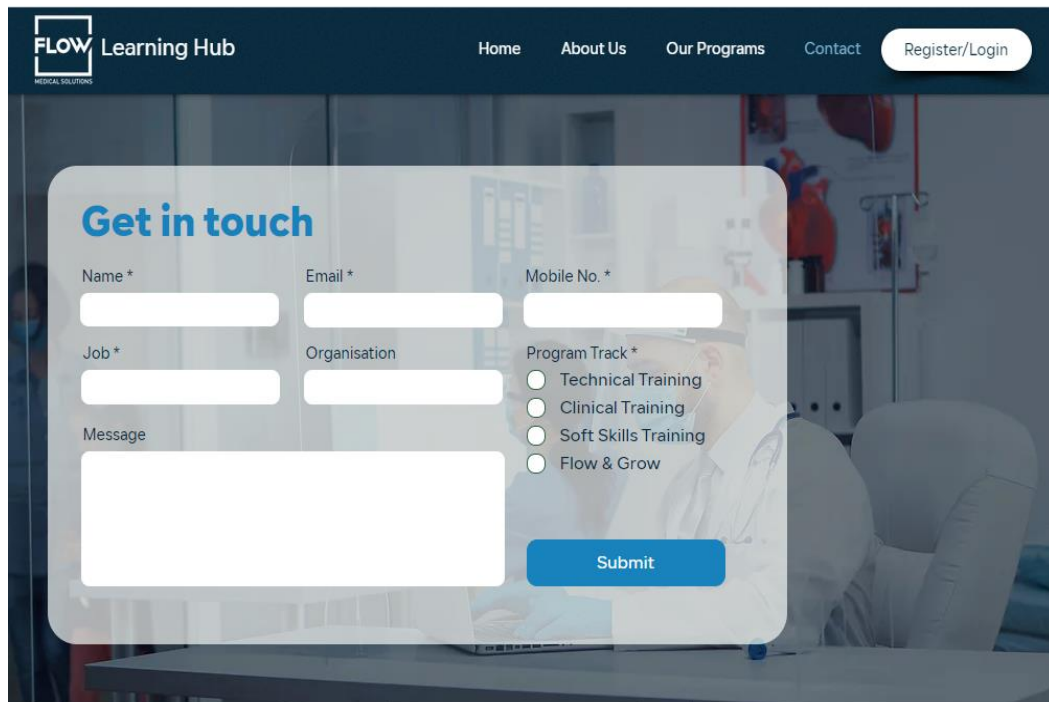 FLOW
MEDICAL SOLUTIONS
Learning Hub
Home
About Us
Our Programs
Contact
Register/Login
Get in touch
Name *
Email *
Mobile No. *
Job *
Organisation
Program Track *
Technical Training
Clinical Training
Soft Skills Training
Flow & Grow
Message
Submit